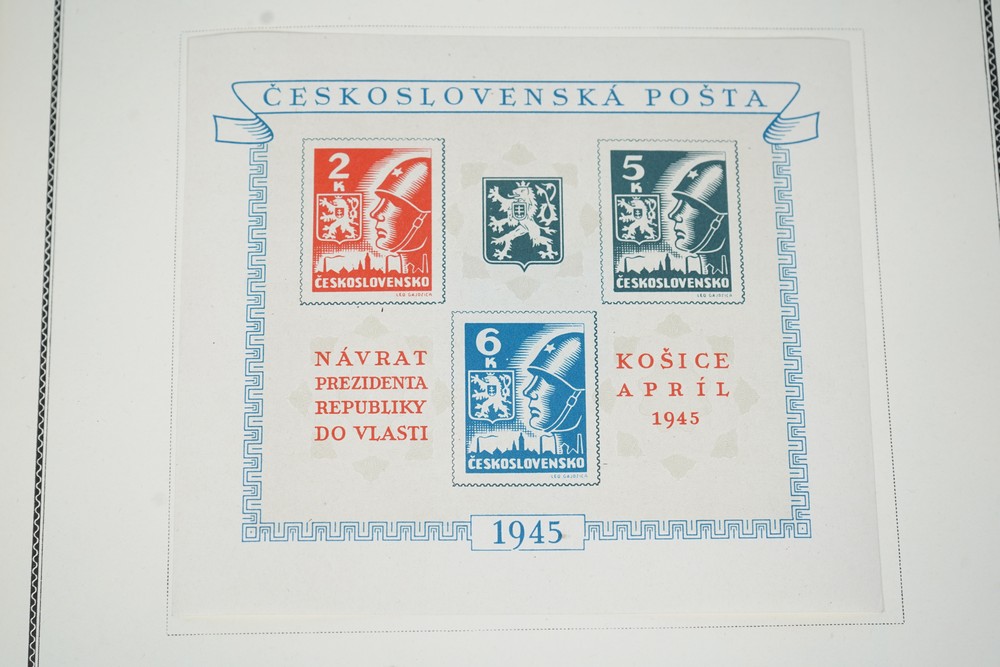 ČESKOSLOVENSKÁ POŠTA
2
K
ČESKOSLOVENSKO
5
K
ČESKOSLOVENSKO
NÁVRAT
PREZIDENTA
REPUBLIKY
DO VLASTI
6
K
ČESKOSLOVENSKO
KOŠICE
APRÍL
1945
1945